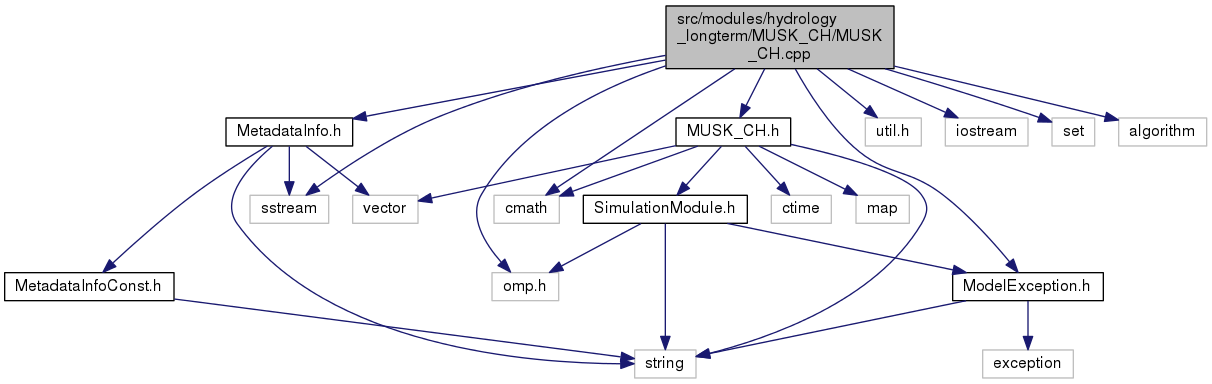 src/modules/hydrology
_longterm/MUSK_CH/MUSK
_CH.cpp
MetadataInfo.h
MUSK_CH.h
util.h
iostream
set
algorithm
sstream
vector
cmath
SimulationModule.h
ctime
map
MetadataInfoConst.h
omp.h
ModelException.h
string
exception